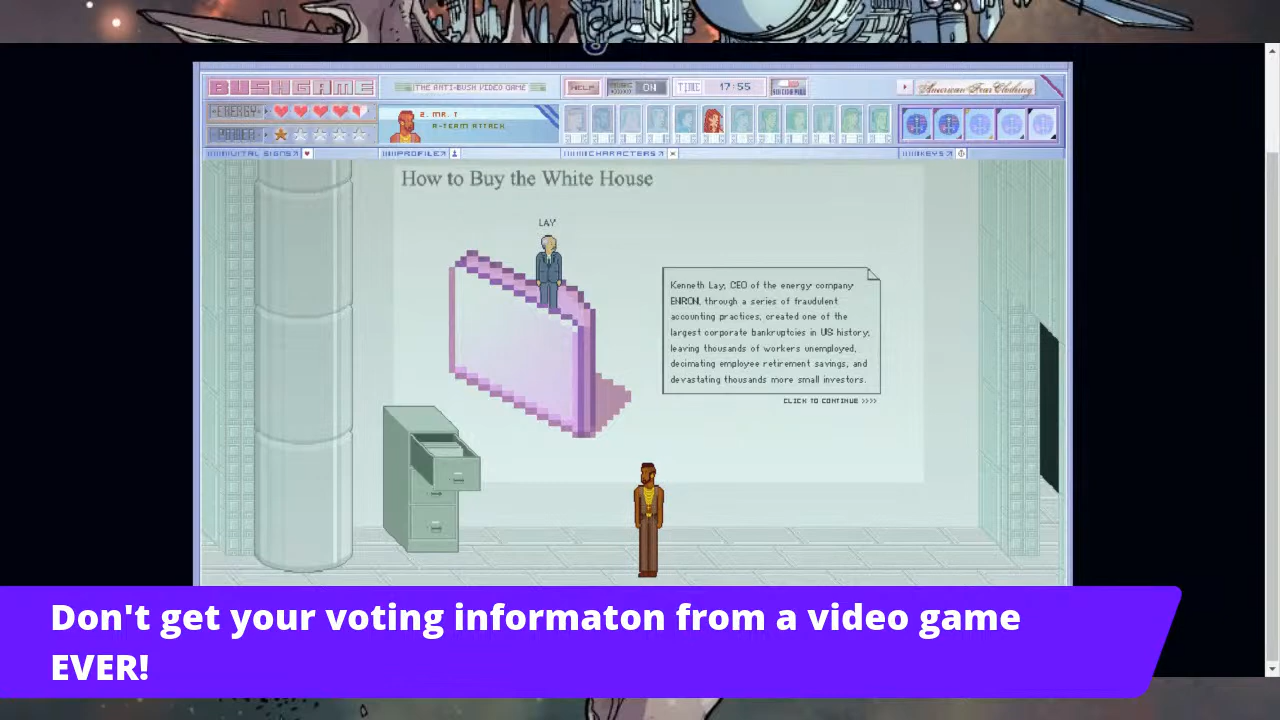 BUSHGAME
THE ANTI-BUSH VIDEO GAME
HELP
ON
TIME
17:55
American Fear Clothing
ENERGY
2. MR. T
A-TEAM ATTACK
POWER
VITAL SIGNS
PROFILE
CHARACTERS
KEYS
How to Buy the White House
LAY
Kenneth Lay, CEO of the energy company
ENRON, through a series of fraudulent
accounting practices, created one of the
largest corporate bankruptcies in US history,
leaving thousands of workers unemployed,
decimating employee retirement savings, and
devastating thousands more small investors.
CLICK TO CONTINUE >>>>
Don't get your voting informaton from a video game
EVER!